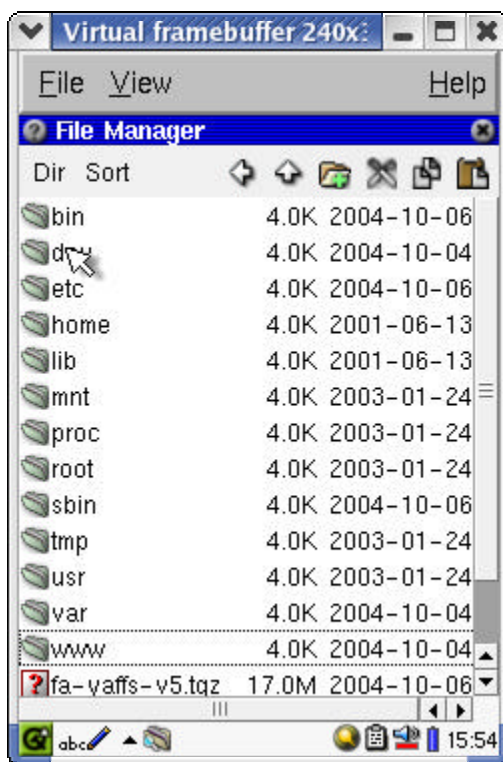 Virtual framebuffer 240x:
File View Help
File Manager
Dir Sort
bin 4.0K 2004-10-06
4.0K 2004-10-04
etc 4.0K 2004-10-06
home 4.0K 2001-06-13
lib 4.0K 2001-06-13
mnt 4.0K 2003-01-24
proc 4.0K 2003-01-24
root 4.0K 2003-01-24
sbin 4.0K 2004-10-06
tmp 4.0K 2003-01-24
usr 4.0K 2003-01-24
var 4.0K 2004-10-04
www 4.0K 2004-10-04
fa-yaffs-v5.tgz 17.0M 2004-10-06
abc 15:54